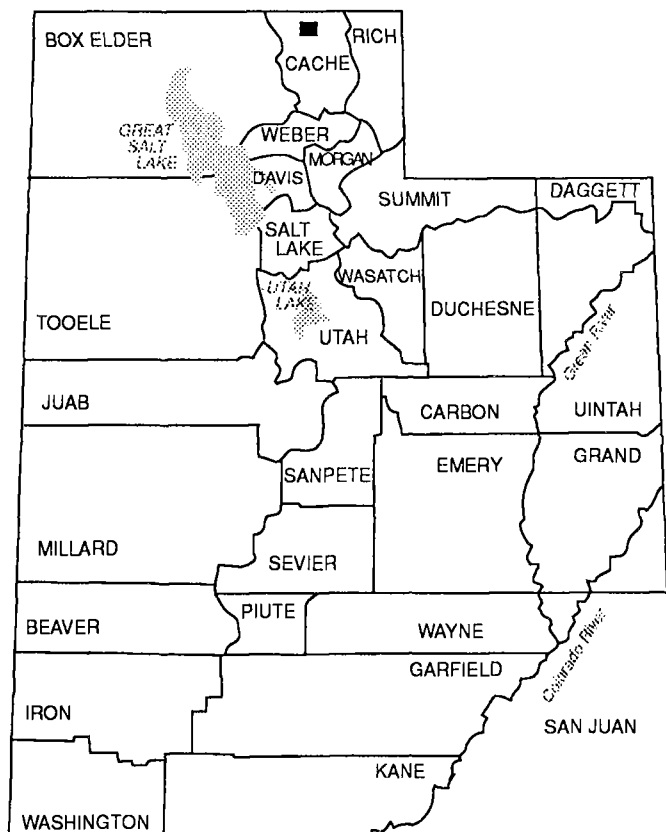 BOX ELDER
RICH
CACHE
GREAT
SALT
LAKE
WEBER
MORGAN
DAVIS
SUMMIT
DAGGETT
SALT
LAKE
WASATCH
UTAH
LAKE
DUCHESNE
TOOELE
UTAH
Green River
JUAB
CARBON
UINTAH
SANPETE
EMERY
GRAND
MILLARD
SEVIER
PIUTE
BEAVER
WAYNE
Colorado River
GARFIELD
IRON
SAN JUAN
KANE
WASHINGTON